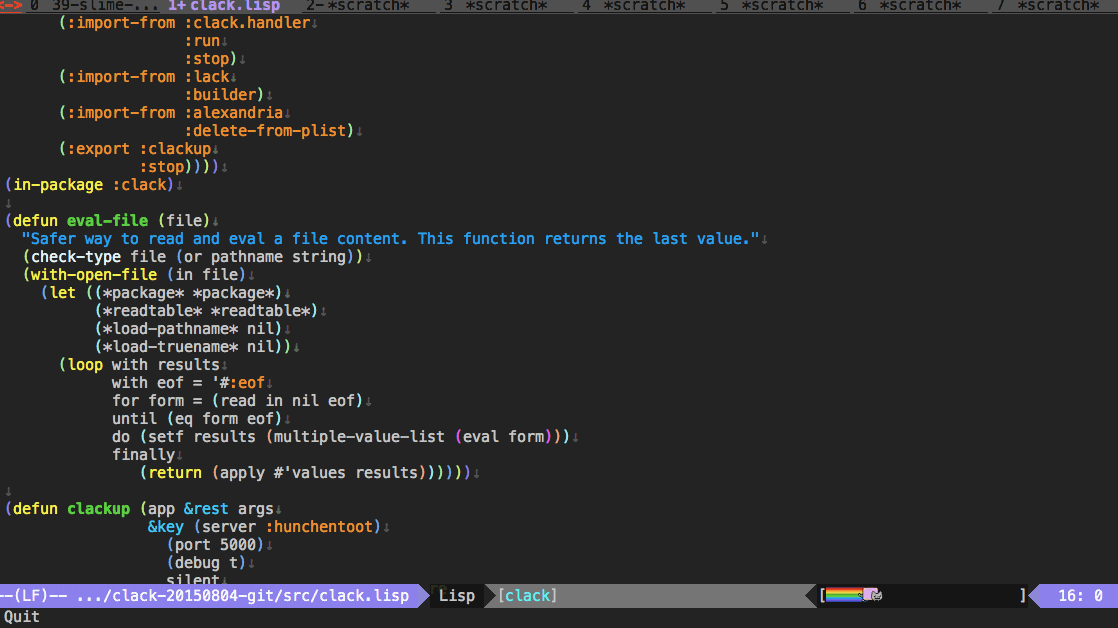 <-> 0 39-slime-... 1+ clack.lisp 2- *scratch* 3 *scratch* 4 *scratch* 5 *scratch* 6 *scratch* 7 *scratch*
(:import-from :clack.handler↓
:run↓
:stop)↓
(:import-from :lack↓
:builder)↓
(:import-from :alexandria↓
:delete-from-plist)↓
(:export :clackup↓
:stop))))↓
(in-package :clack)↓
↓
(defun eval-file (file)↓
"Safer way to read and eval a file content. This function returns the last value."↓
(check-type file (or pathname string))↓
(with-open-file (in file)↓
(let ((*package* *package*)↓
(*readtable* *readtable*)↓
(*load-pathname* nil)↓
(*load-truename* nil))↓
(loop with results↓
with eof = '#:eof↓
for form = (read in nil eof)↓
until (eq form eof)↓
do (setf results (multiple-value-list (eval form)))↓
finally↓
(return (apply #'values results))))))↓
↓
(defun clackup (app &rest args↓
&key (server :hunchentoot)↓
(port 5000)↓
(debug t)↓
silent↓
--(LF)-- .../clack-20150804-git/src/clack.lisp Lisp [clack] [ ] 16: 0
Quit